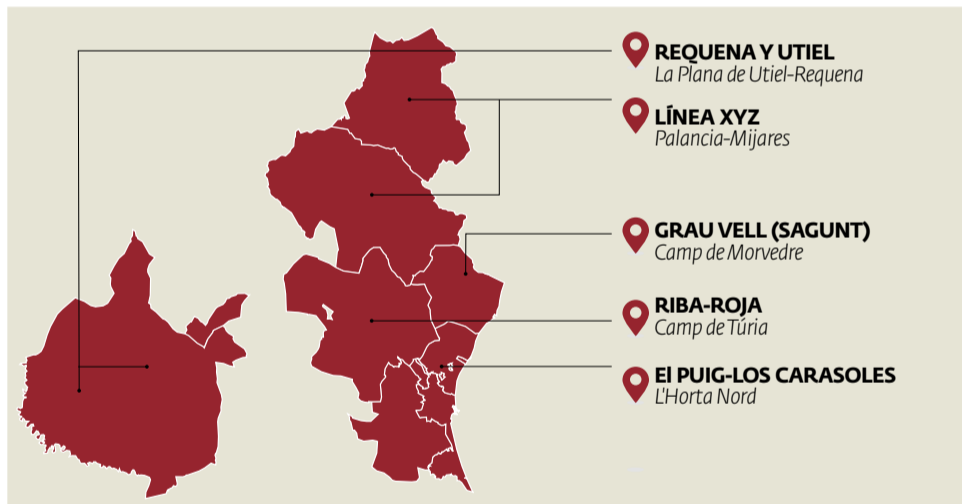 REQUENA Y UTIEL
La Plana de Utiel-Requena
LÍNEA XYZ
Palancia-Mijares
GRAU VELL (SAGUNT)
Camp de Morvedre
RIBA-ROJA
Camp de Túria
El PUIG-LOS CARASOLES
L'Horta Nord